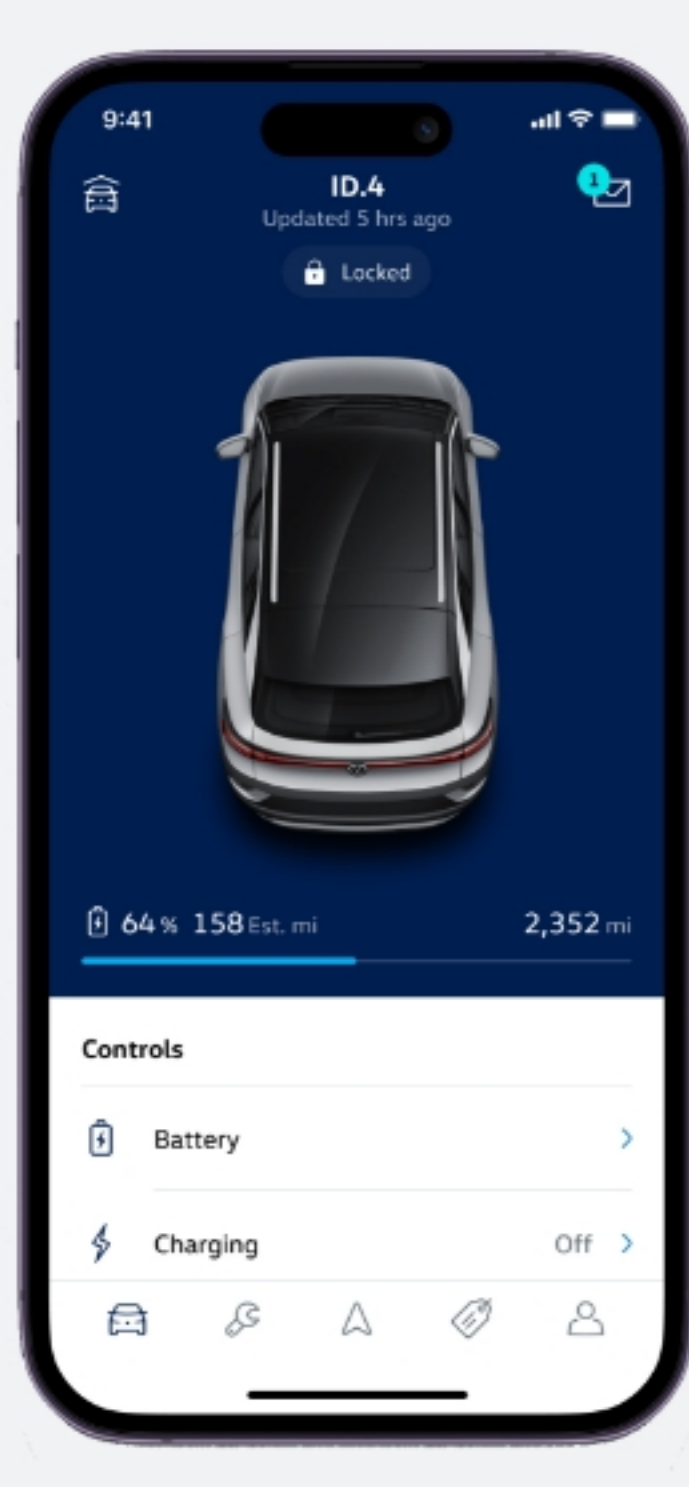 9:41
ID.4
1
Updated 5 hrs ago
Locked
64% 158 Est. mi 2,352 mi
Controls
Battery
Charging Off